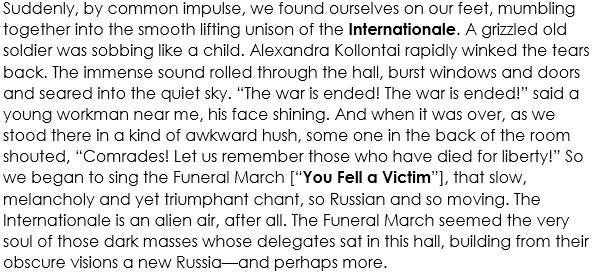 Suddenly, by common impulse, we found ourselves on our feet, mumbling
together into the smooth lifting unison of the Internationale. A grizzled old
soldier was sobbing like a child. Alexandra Kollontai rapidly winked the tears
back. The immense sound rolled through the hall, burst windows and doors
and seared into the quiet sky. “The war is ended! The war is ended!” said a
young workman near me, his face shining. And when it was over, as we
stood there in a kind of awkward hush, some one in the back of the room
shouted, “Comrades! Let us remember those who have died for liberty!” So
we began to sing the Funeral March [“You Fell a Victim”], that slow,
melancholy and yet triumphant chant, so Russian and so moving. The
Internationale is an alien air, after all. The Funeral March seemed the very
soul of those dark masses whose delegates sat in this hall, building from their
obscure visions a new Russia—and perhaps more.